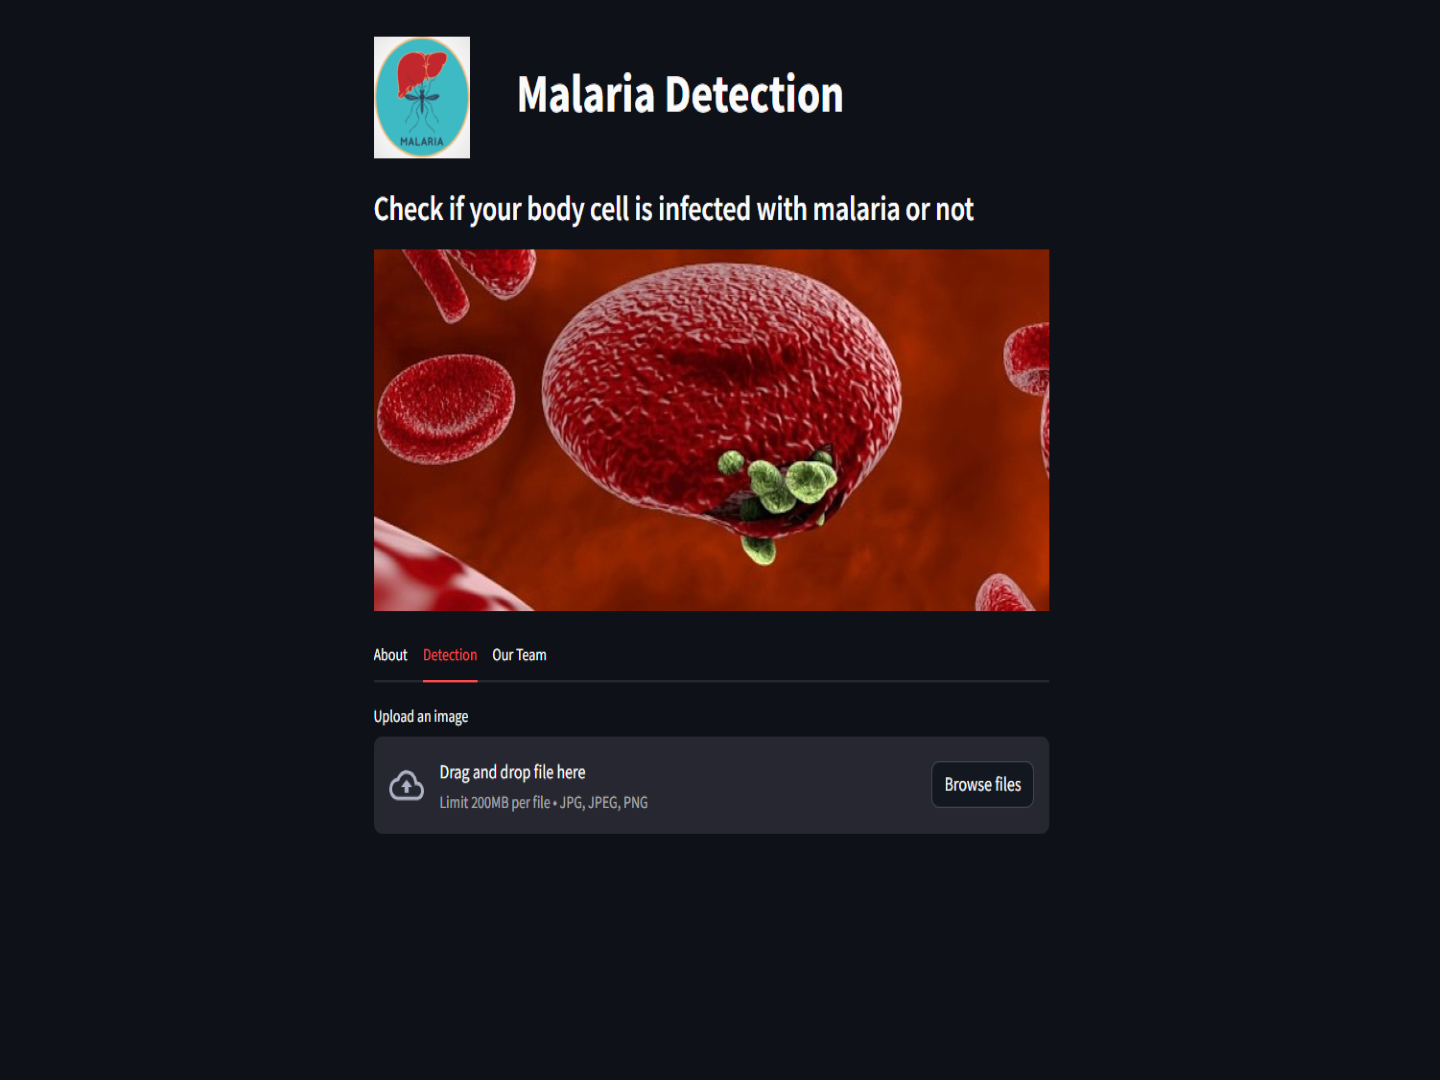 MALARIA
Malaria Detection
Check if your body cell is infected with malaria or not
About Detection Our Team
Upload an image
Drag and drop file here
Limit 200MB per file • JPG, JPEG, PNG
Browse files